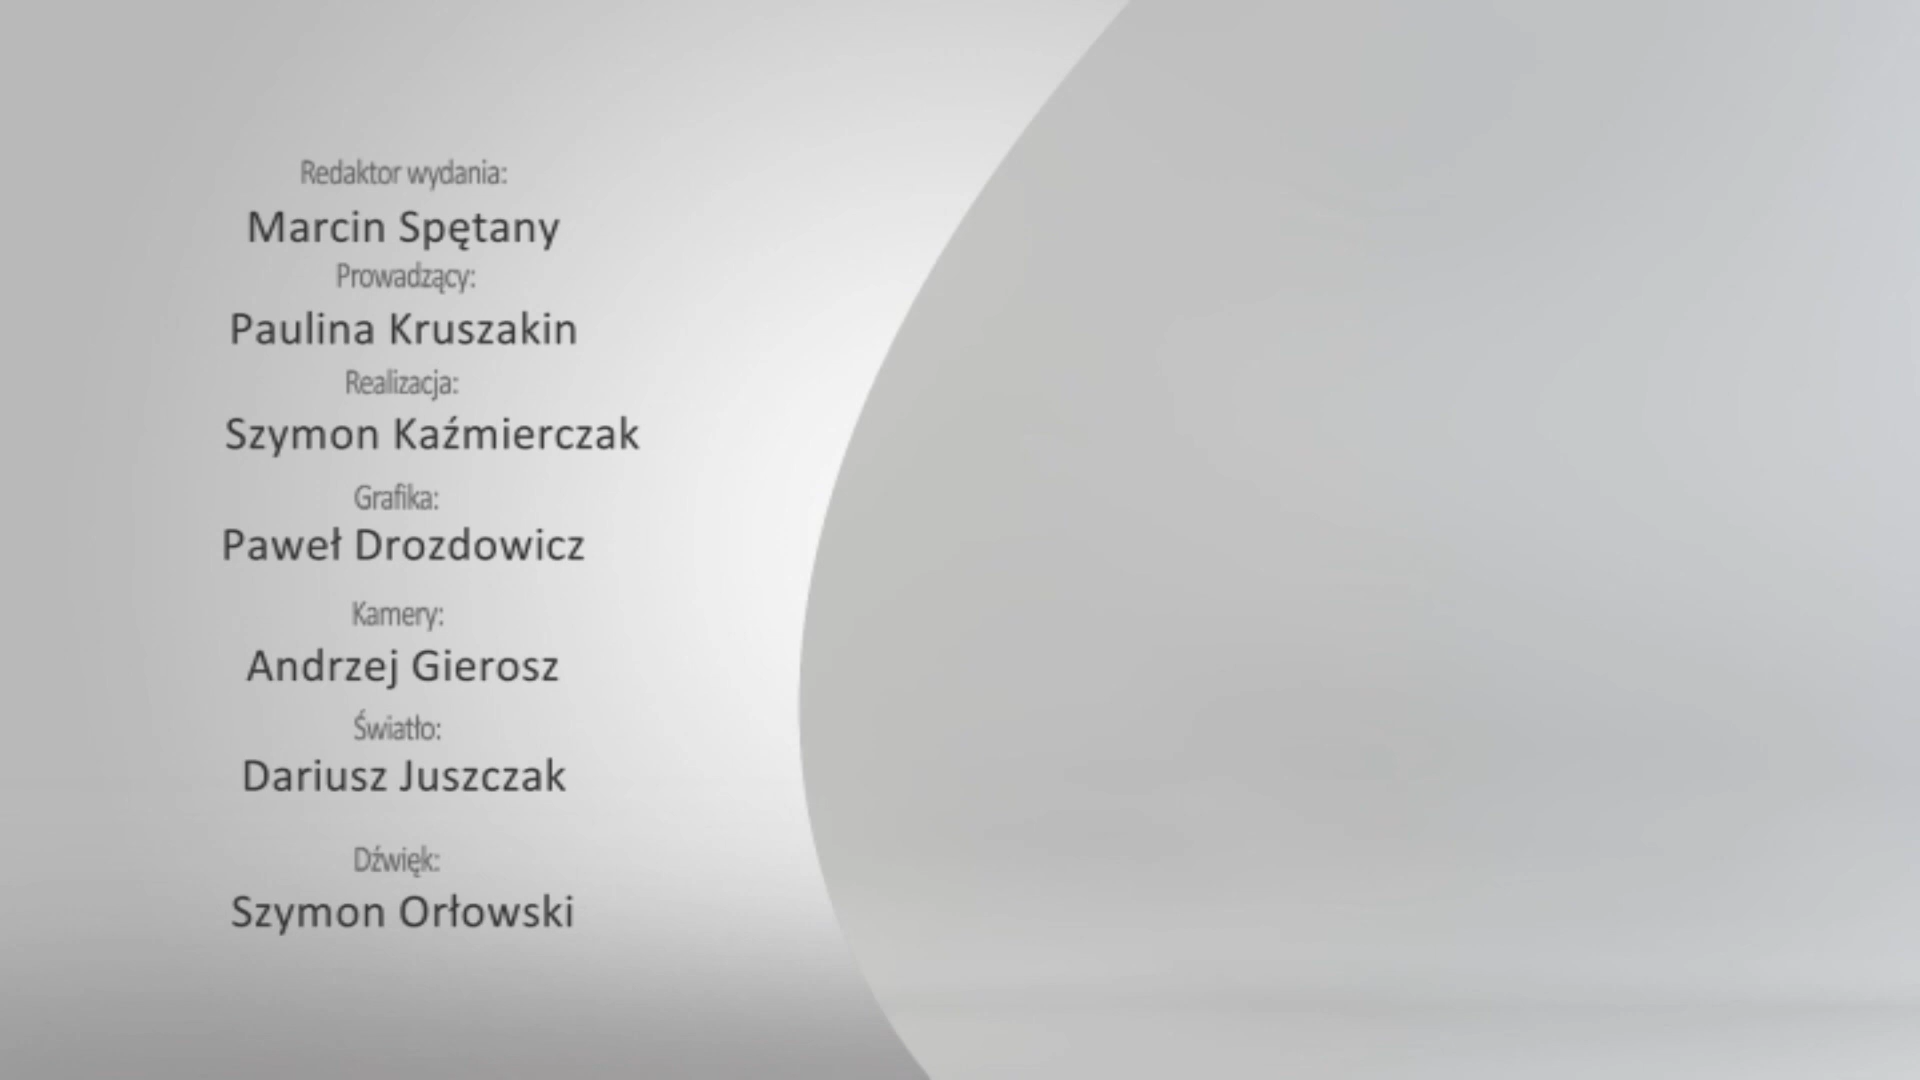 Redaktor wydania:
Marcin Spętany
Prowadzący:
Paulina Kruszakin
Realizacja:
Szymon Kaźmierczak
Grafika:
Paweł Drozdowicz
Kamery:
Andrzej Gierosz
Światło:
Dariusz Juszczak
Dźwięk:
Szymon Orłowski